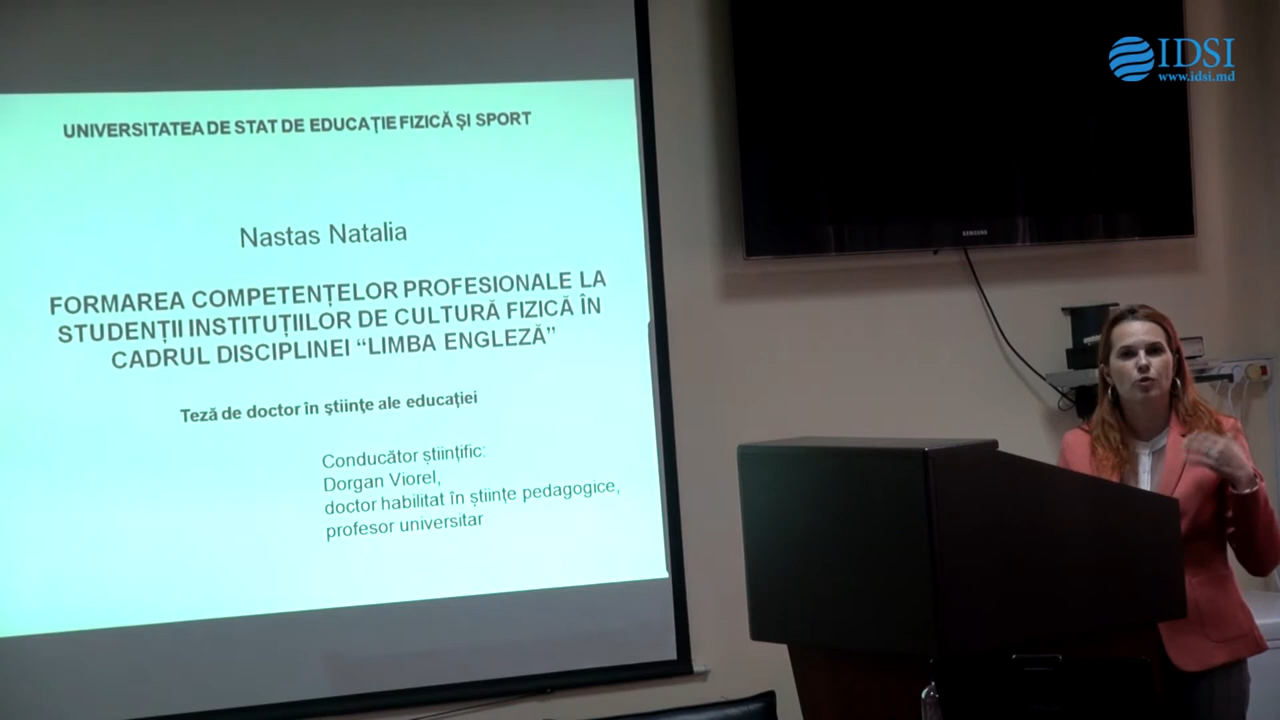 IDSI
www.idsi.md
UNIVERSITATEA DE STAT DE EDUCAŢIE FIZICĂ ȘI SPORT
Nastas Natalia
FORMAREA COMPETENȚELOR PROFESIONALE LA
STUDENȚII INSTITUȚIILOR DE CULTURĂ FIZICĂ ÎN
CADRUL DISCIPLINEI “LIMBA ENGLEZĂ”
Teză de doctor în ştiinţe ale educației
Conducător științific:
Dorgan Viorel,
doctor habilitat în științe pedagogice,
profesor universitar
SAMSUNG